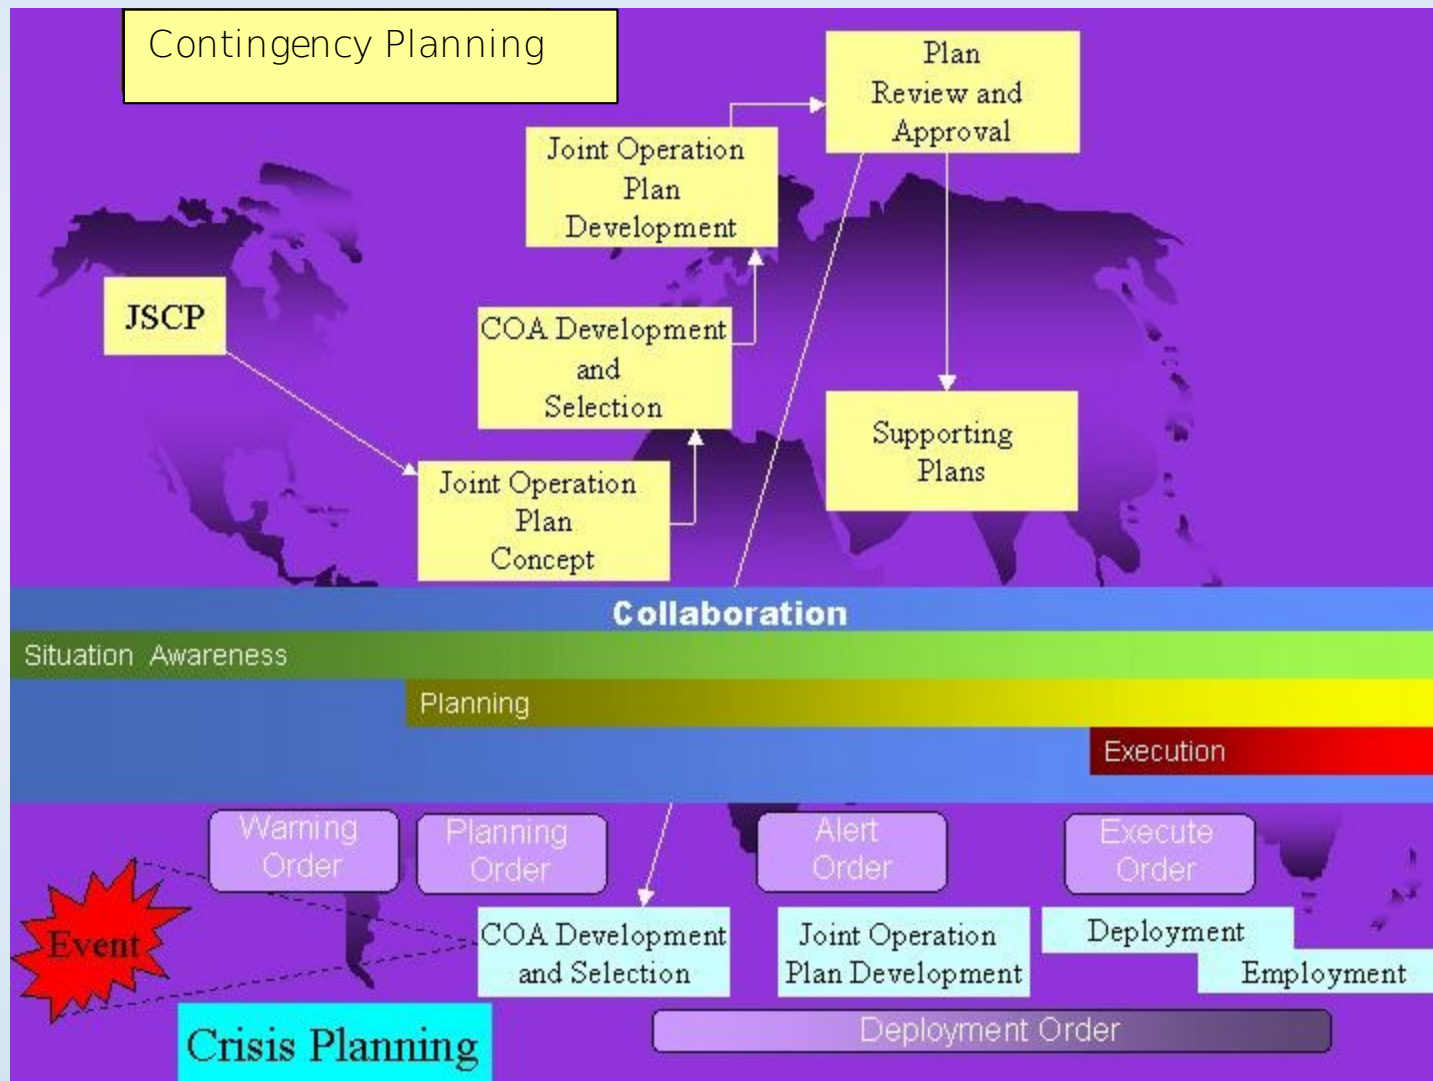 Contingency Planning
Plan
Review and
Approval
Joint Operation
Plan
Development
JSCP
COA Development
and
Selection
Supporting
Plans
Joint Operation
Plan
Concept
Collaboration
Situation Awareness
Planning
Execution
Warning
Order
Planning
Order
Alert
Order
Execute
Order
Event
COA Development
and Selection
Joint Operation
Plan Development
Deployment
Employment
Crisis Planning
Deployment Order